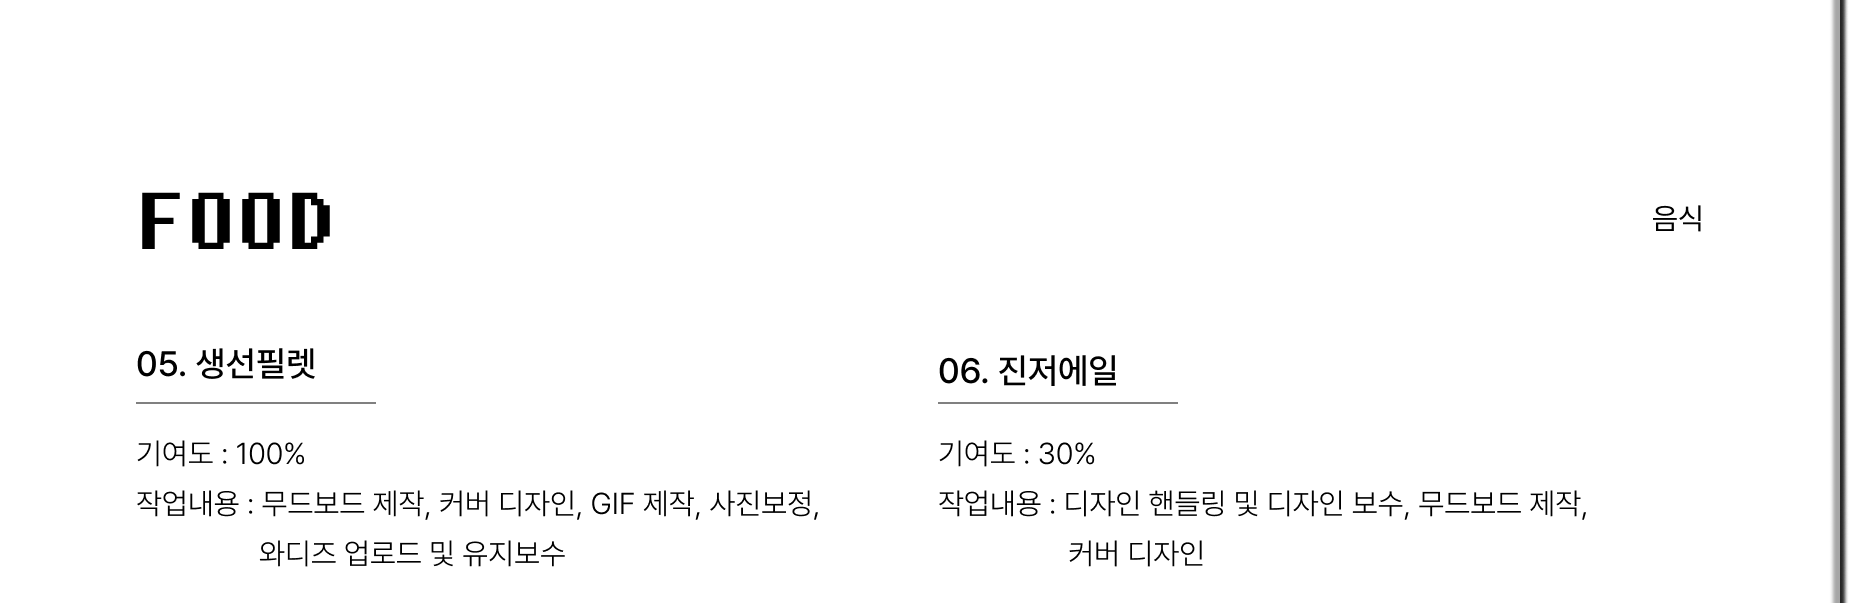 FOOD
음식
05. 생선필렛
기여도 : 100%
작업내용 : 무드보드 제작, 커버 디자인, GIF 제작, 사진보정,
와디즈 업로드 및 유지보수
06. 진저에일
기여도 : 30%
작업내용 : 디자인 핸들링 및 디자인 보수, 무드보드 제작,
커버 디자인